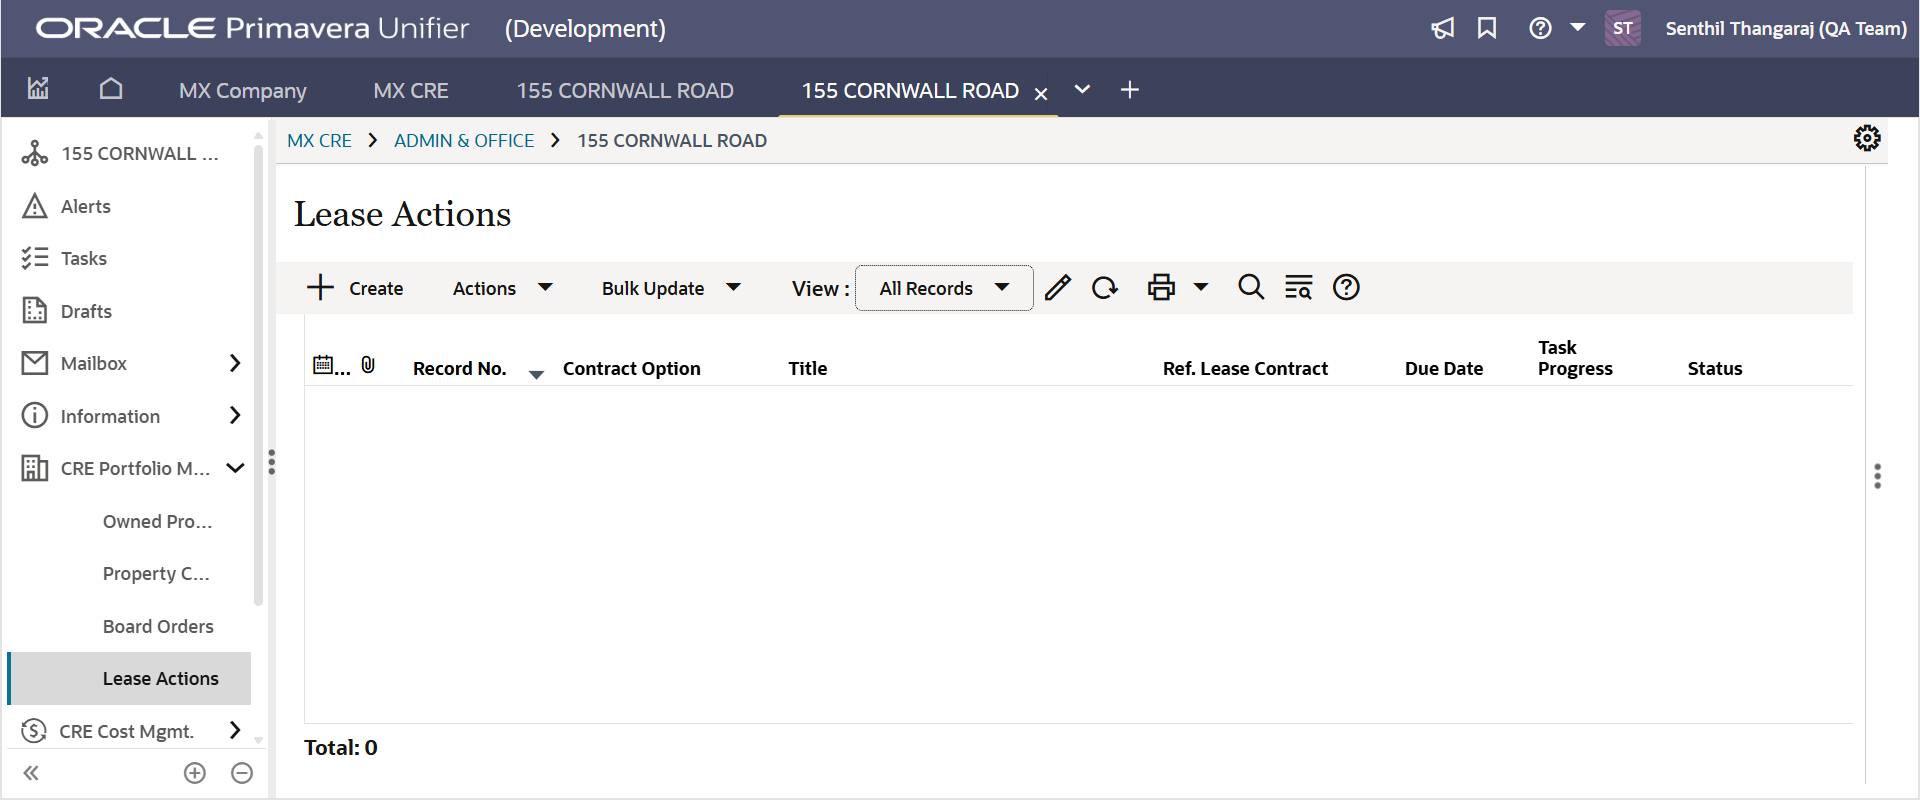 ORACLE Primavera Unifier (Development)
ST Senthil Thangaraj (QA Team)
MX Company MX CRE 155 CORNWALL ROAD 155 CORNWALL ROAD
MX CRE ADMIN & OFFICE 155 CORNWALL ROAD
155 CORNWALL ...
Alerts
Tasks
Drafts
Mailbox
Information
CRE Portfolio M...
Owned Pro...
Property C...
Board Orders
Lease Actions
CRE Cost Mgmt.
Lease Actions
Create Actions Bulk Update View : All Records
... Record No. Contract Option Title Ref. Lease Contract Due Date Task Progress Status
Total: 0